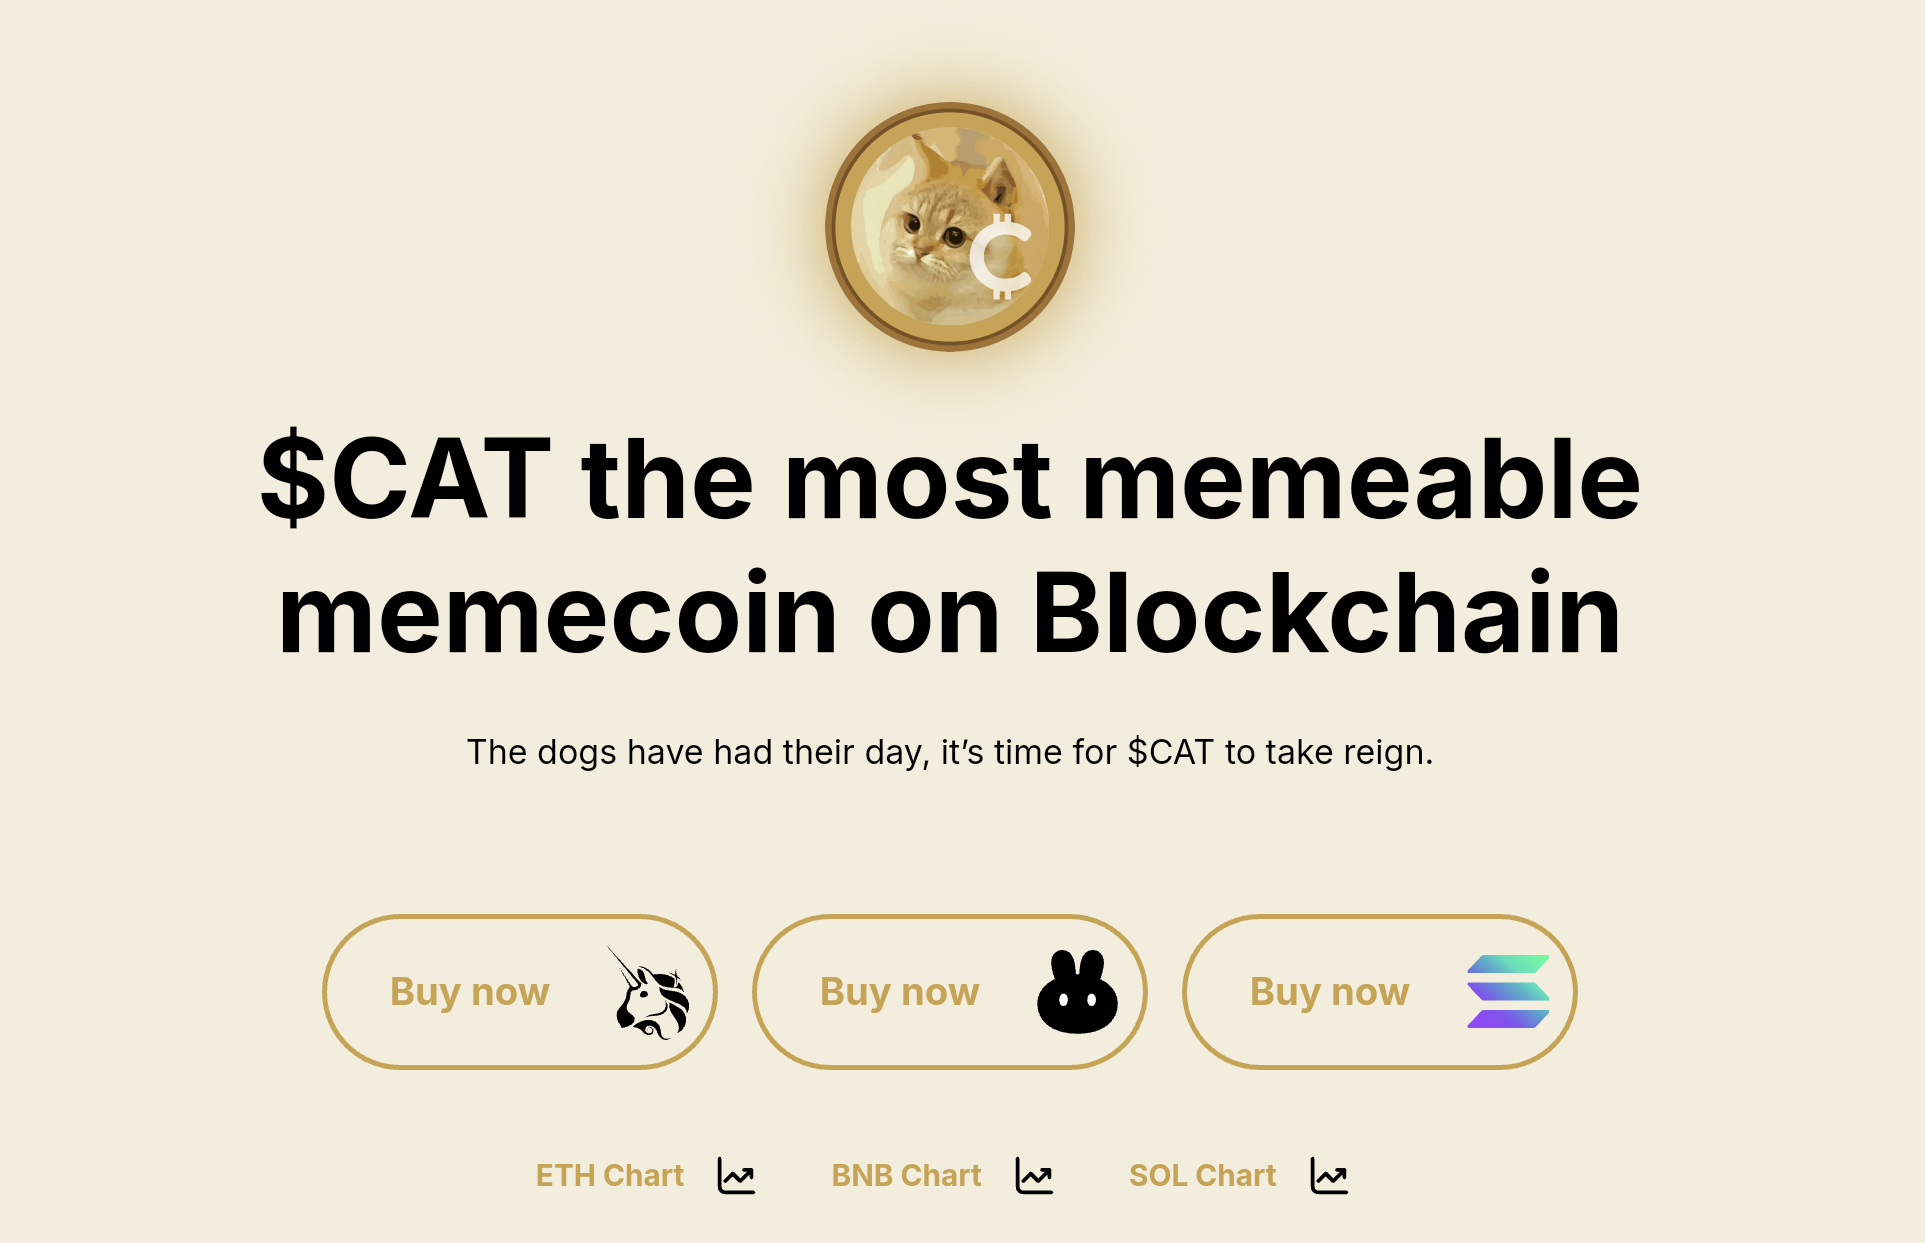 $CAT the most memeable
memecoin on Blockchain
The dogs have had their day, it’s time for $CAT to take reign.
Buy now
Buy now
Buy now
ETH Chart
BNB Chart
SOL Chart